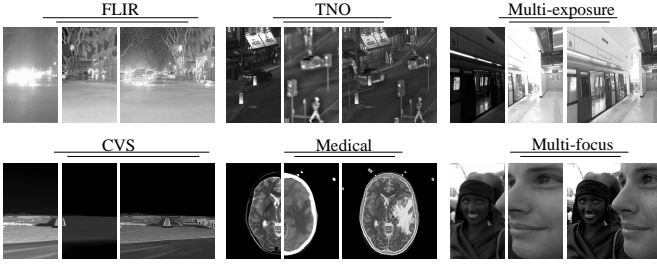 FLIR
TNO
Multi-exposure
CVS
Medical
Multi-focus